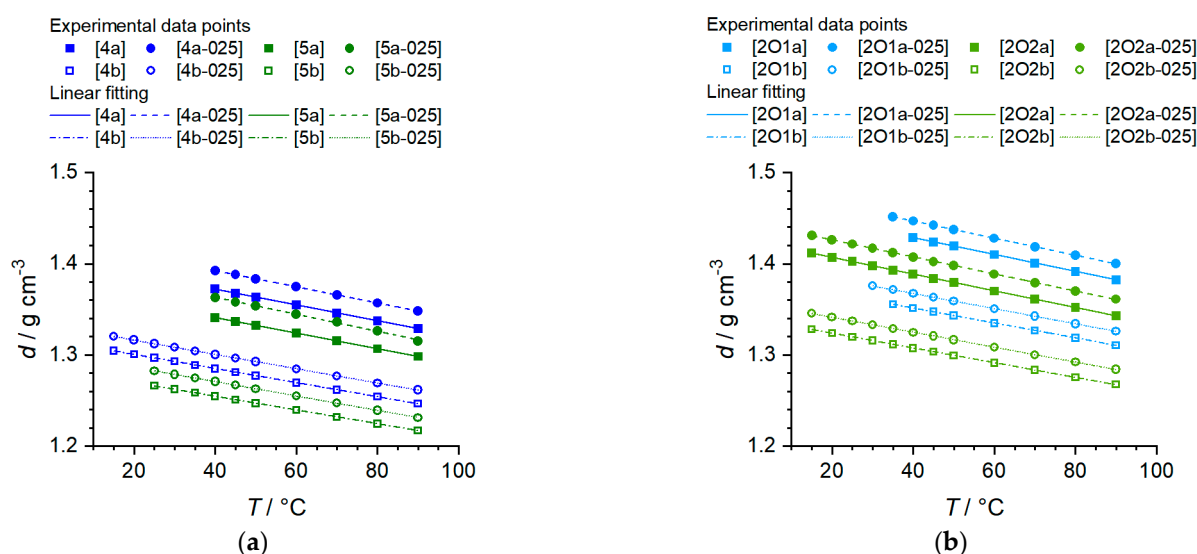 Experimental data points
[4a] [4a-025] [5a] [5a-025]
[4b] [4b-025] [5b] [5b-025]
Linear fitting
[4a] [4a-025] [5a] [5a-025]
[4b] [4b-025] [5b] [5b-025]
1.5
1.4
1.3
1.2
d / g cm⁻³
20 40 60 80 100
T / °C
(a)
Experimental data points
[2O1a] [2O1a-025] [2O2a] [2O2a-025]
[2O1b] [2O1b-025] [2O2b] [2O2b-025]
Linear fitting
[2O1a] [2O1a-025] [2O2a] [2O2a-025]
[2O1b] [2O1b-025] [2O2b] [2O2b-025]
1.5
1.4
1.3
1.2
d / g cm⁻³
20 40 60 80 100
T / °C
(b)